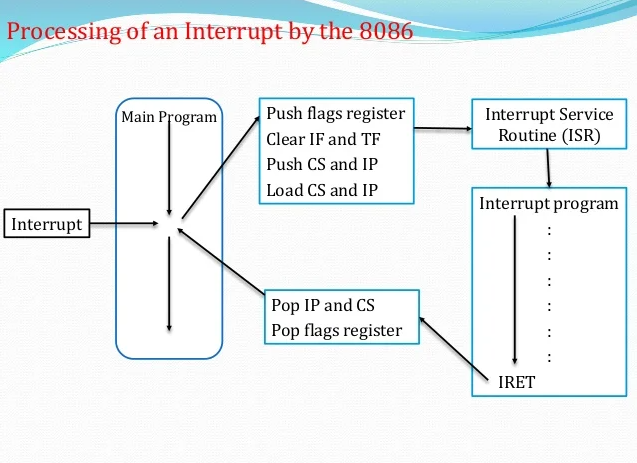 Processing of an Interrupt by the 8086
Main Program
Interrupt
Push flags register
Clear IF and TF
Push CS and IP
Load CS and IP
Interrupt Service
Routine (ISR)
Interrupt program
:
:
:
:
:
:
IRET
Pop IP and CS
Pop flags register